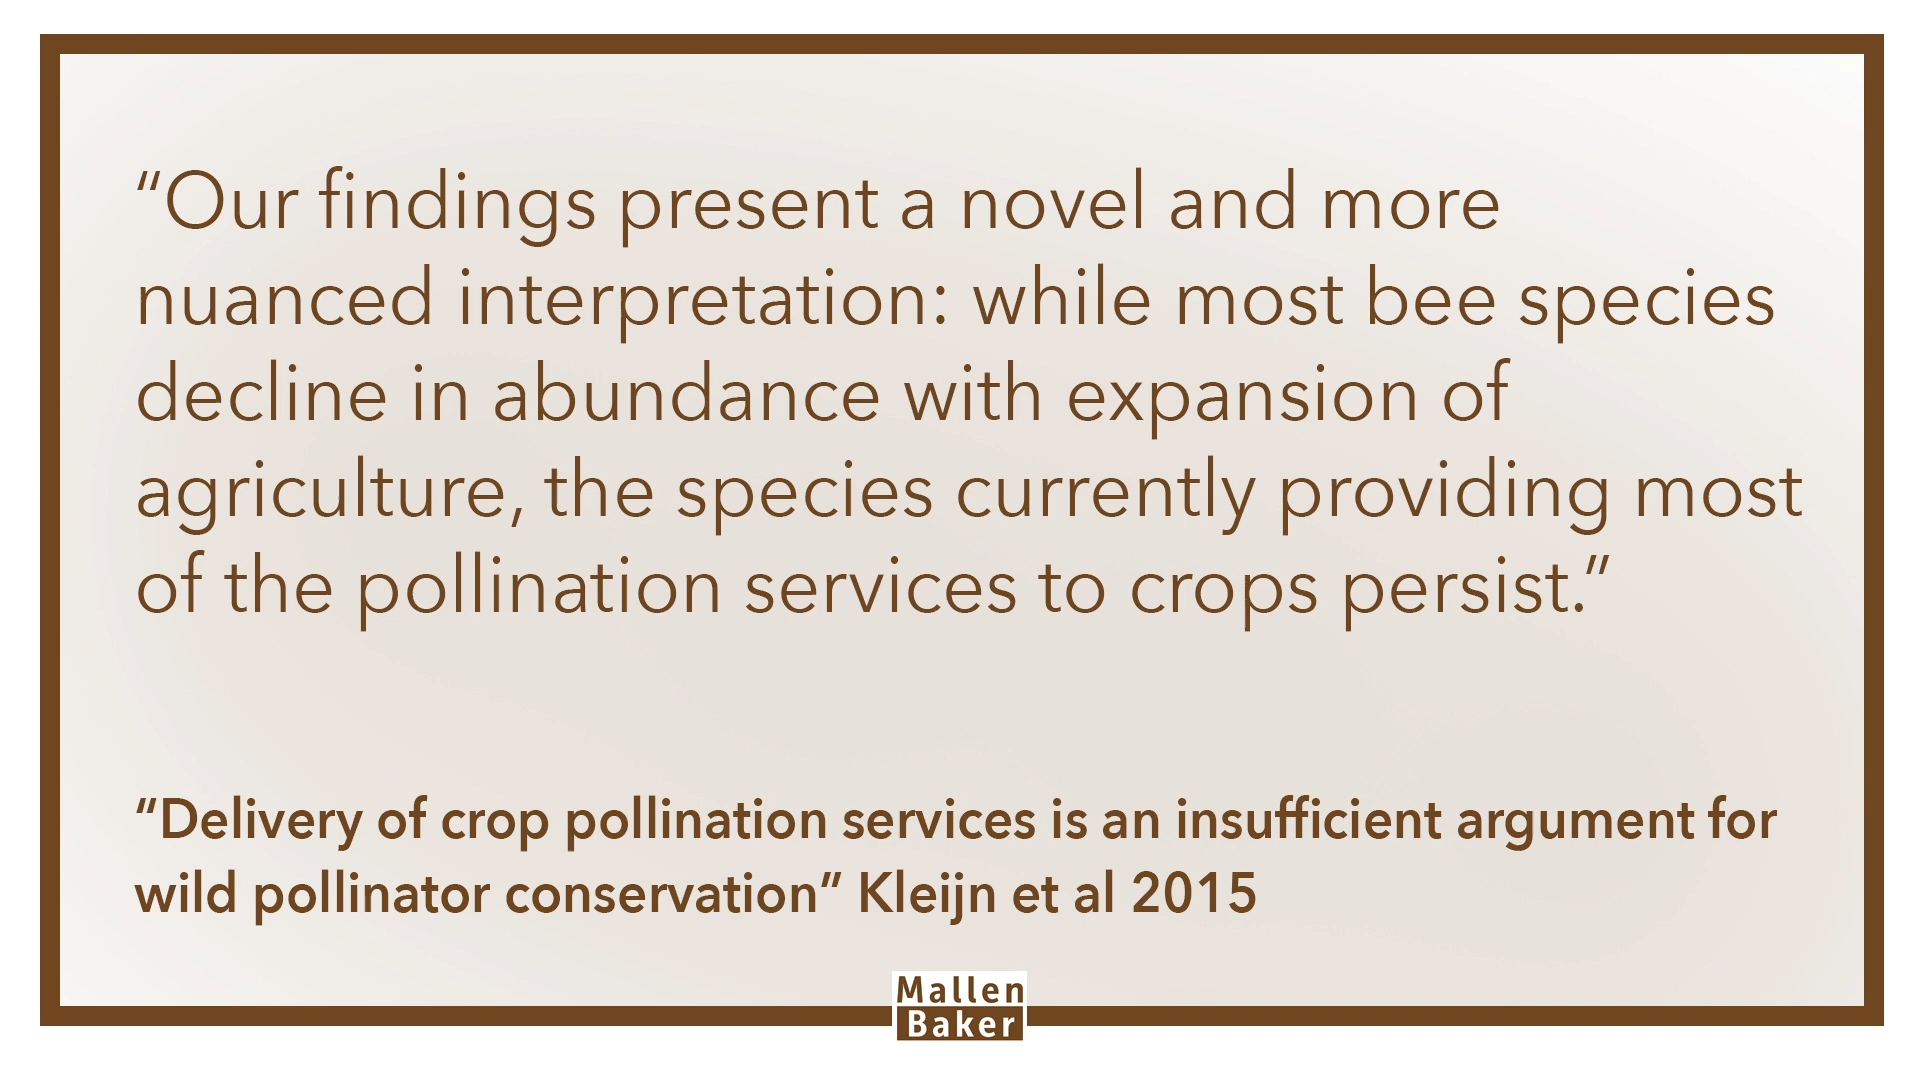 “Our findings present a novel and more
nuanced interpretation: while most bee species
decline in abundance with expansion of
agriculture, the species currently providing most
of the pollination services to crops persist.”
“Delivery of crop pollination services is an insufficient argument for
wild pollinator conservation” Kleijn et al 2015
Mallen
Baker